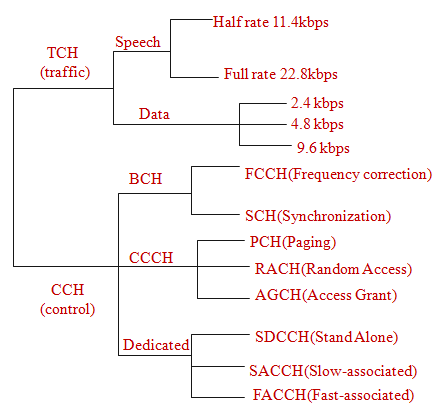 Half rate 11.4kbps
TCH
(traffic)
Speech
Full rate 22.8kbps
Data
2.4 kbps
4.8 kbps
9.6 kbps
BCH
FCCH(Frequency correction)
SCH(Synchronization)
CCCH
PCH(Paging)
RACH(Random Access)
AGCH(Access Grant)
CCH
(control)
Dedicated
SDCCH(Stand Alone)
SACCH(Slow-associated)
FACCH(Fast-associated)